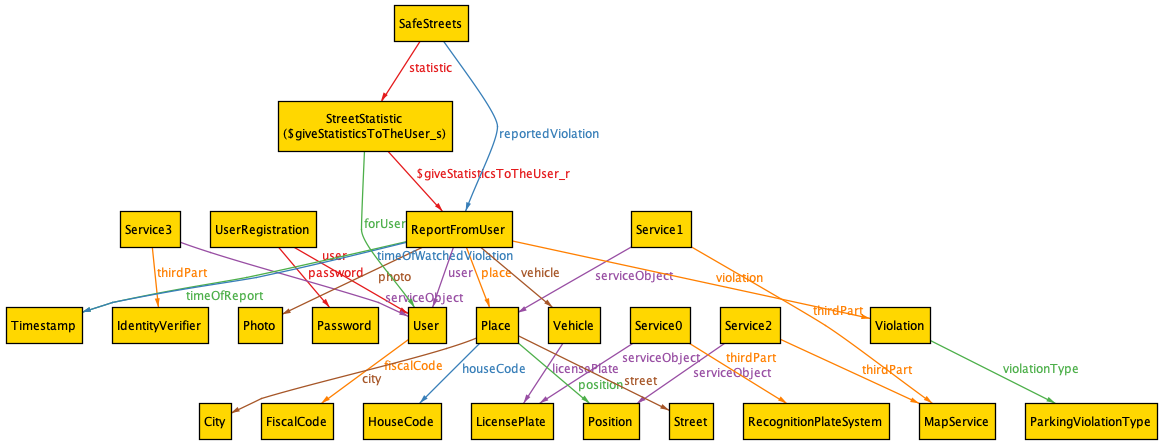 SafeStreets
statistic
StreetStatistic
($giveStatisticsToTheUser_s)
reportedViolation
$giveStatisticsToTheUser_r
Service3
UserRegistration
forUser
ReportFromUser
Service1
user
timeOfWatchedViolation
thirdPart
password
photo
user
place
vehicle
serviceObject
violation
timeOfReport
serviceObject
thirdPart
Timestamp
IdentityVerifier
Photo
Password
User
Place
Vehicle
Service0
Service2
Violation
city
fiscalCode
houseCode
licensePlate
position
street
serviceObject
thirdPart
serviceObject
thirdPart
violationType
City
FiscalCode
HouseCode
LicensePlate
Position
Street
RecognitionPlateSystem
MapService
ParkingViolationType